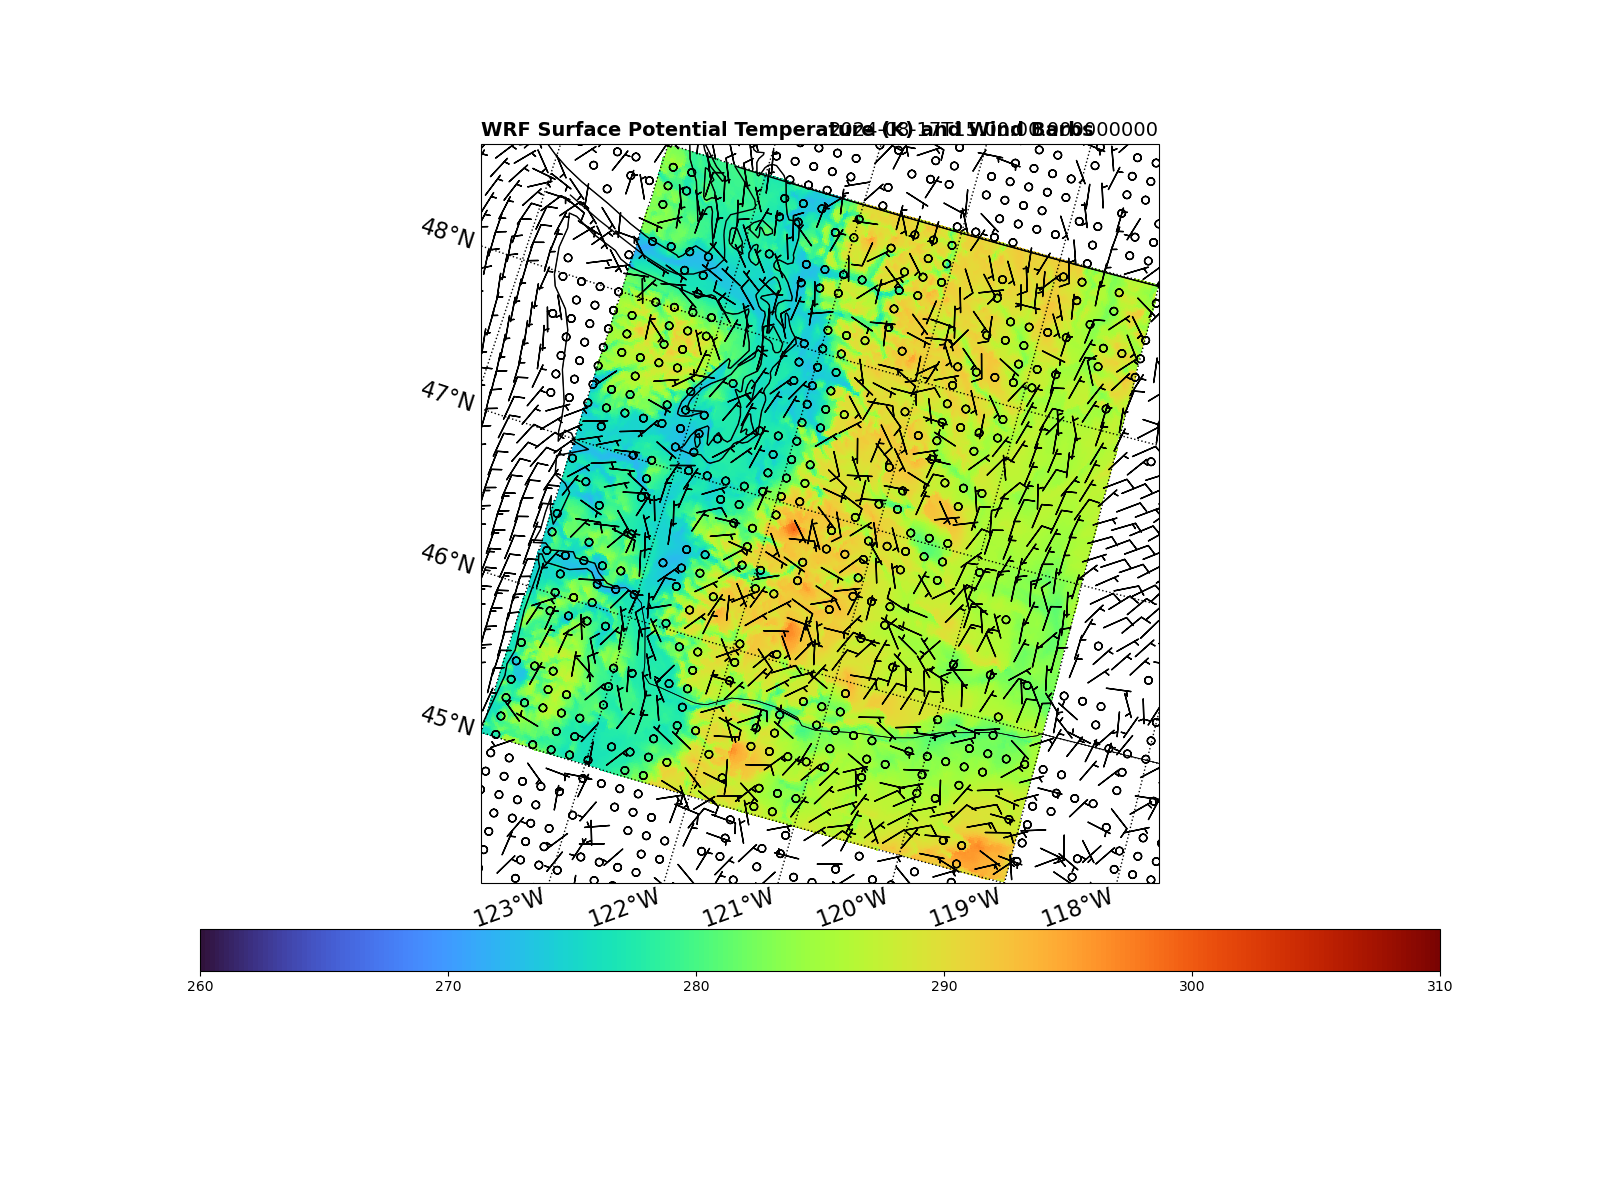 WRF Surface Potential Temperature (K) and Wind Barbs
48°N
47°N
46°N
45°N
123°W 122°W 121°W 120°W 119°W 118°W
260 270 280 290 300 310